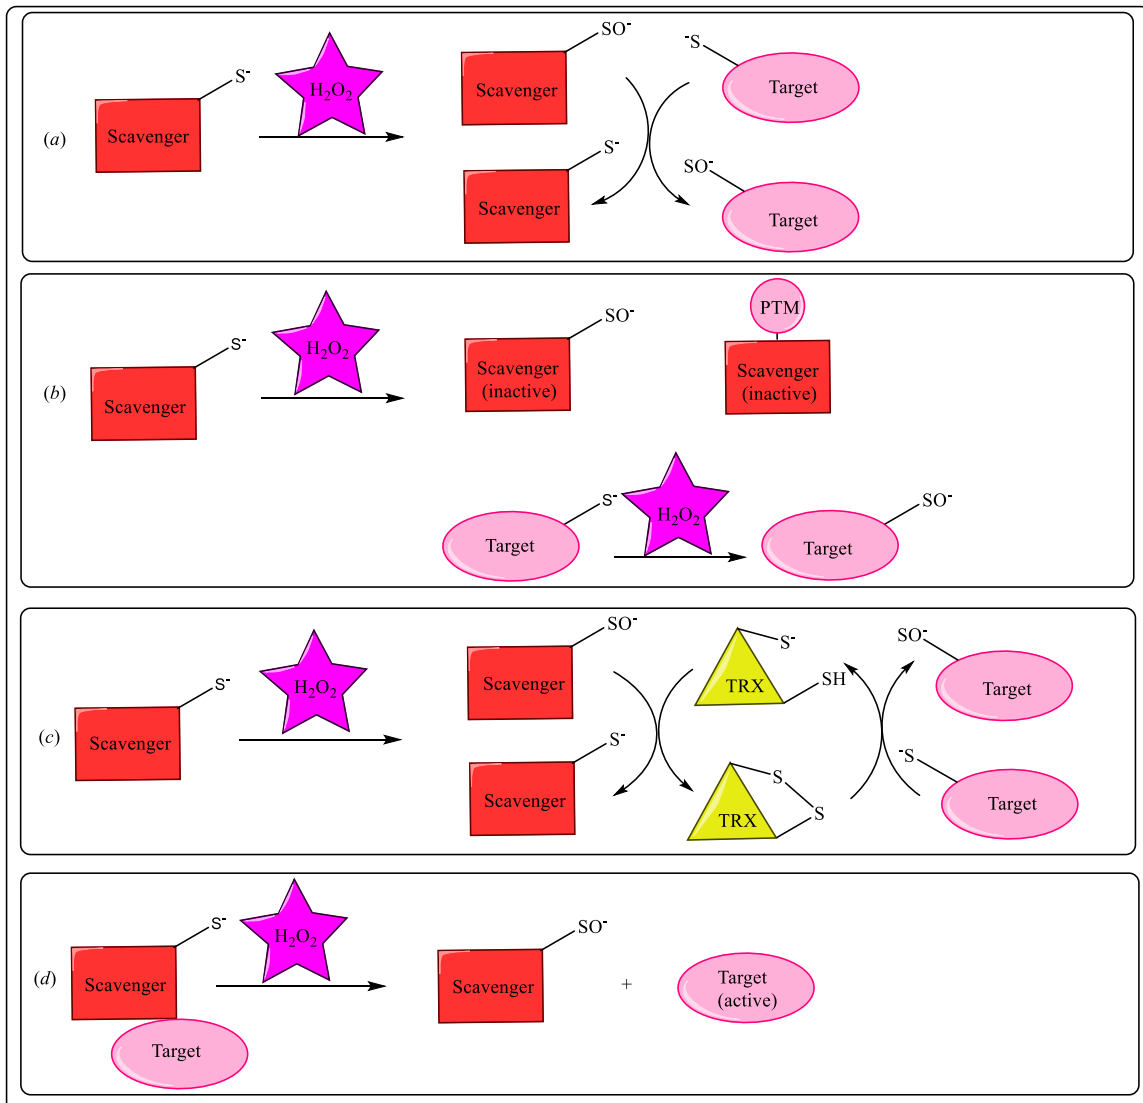 (a)
Scavenger
S-
H2O2
Scavenger
SO-
-S
Target
Scavenger
S-
SO-
Target
(b)
Scavenger
S-
H2O2
Scavenger
(inactive)
SO-
PTM
Scavenger
(inactive)
Target
S-
H2O2
Target
SO-
(c)
Scavenger
S-
H2O2
Scavenger
SO-
S-
SH
TRX
SO-
Target
Scavenger
S-
S
S
TRX
-S
Target
(d)
Scavenger
S-
Target
H2O2
Scavenger
SO-
+
Target
(active)